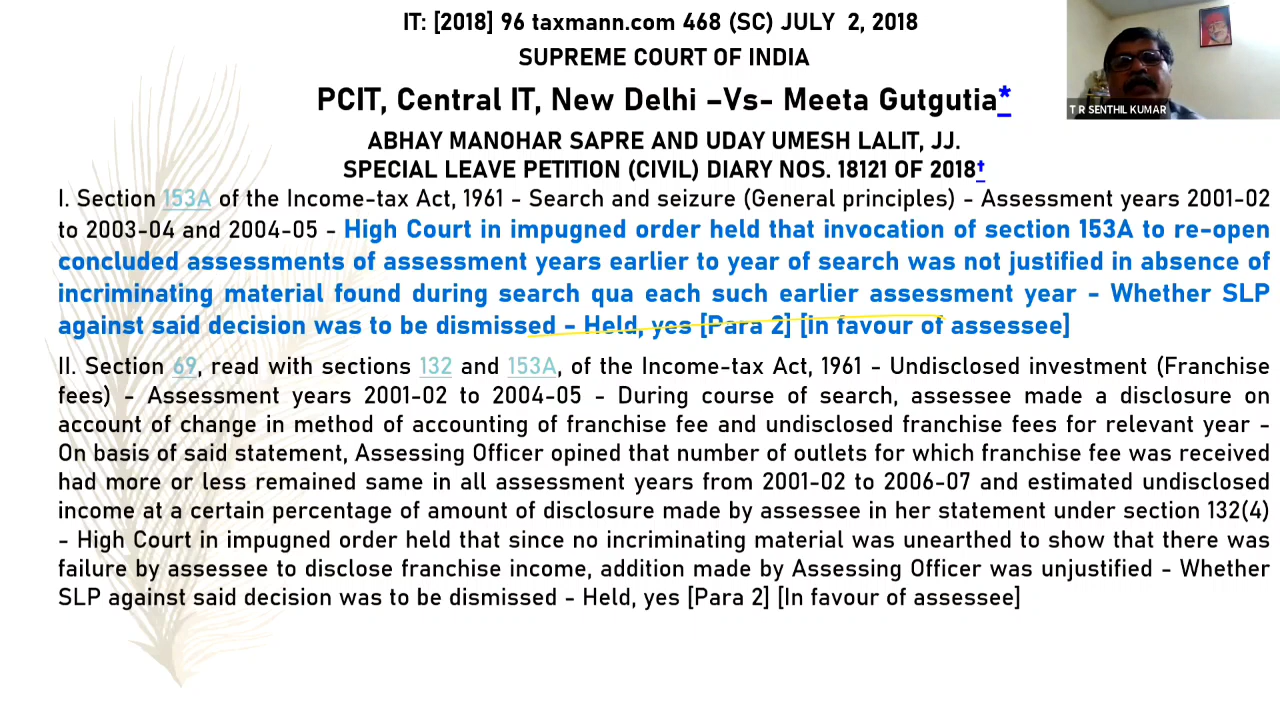 IT: [2018] 96 taxmann.com 468 (SC) JULY 2, 2018
SUPREME COURT OF INDIA
PCIT, Central IT, New Delhi –Vs- Meeta Gutgutia*
ABHAY MANOHAR SAPRE AND UDAY UMESH LALIT, JJ.
SPECIAL LEAVE PETITION (CIVIL) DIARY NOS. 18121 OF 2018†
T R SENTHIL KUMAR
I. Section 153A of the Income-tax Act, 1961 - Search and seizure (General principles) - Assessment years 2001-02
to 2003-04 and 2004-05 - High Court in impugned order held that invocation of section 153A to re-open
concluded assessments of assessment years earlier to year of search was not justified in absence of
incriminating material found during search qua each such earlier assessment year - Whether SLP
against said decision was to be dismissed - Held, yes [Para 2] [In favour of assessee]
II. Section 69, read with sections 132 and 153A, of the Income-tax Act, 1961 - Undisclosed investment (Franchise
fees) - Assessment years 2001-02 to 2004-05 - During course of search, assessee made a disclosure on
account of change in method of accounting of franchise fee and undisclosed franchise fees for relevant year -
On basis of said statement, Assessing Officer opined that number of outlets for which franchise fee was received
had more or less remained same in all assessment years from 2001-02 to 2006-07 and estimated undisclosed
income at a certain percentage of amount of disclosure made by assessee in her statement under section 132(4)
- High Court in impugned order held that since no incriminating material was unearthed to show that there was
failure by assessee to disclose franchise income, addition made by Assessing Officer was unjustified - Whether
SLP against said decision was to be dismissed - Held, yes [Para 2] [In favour of assessee]